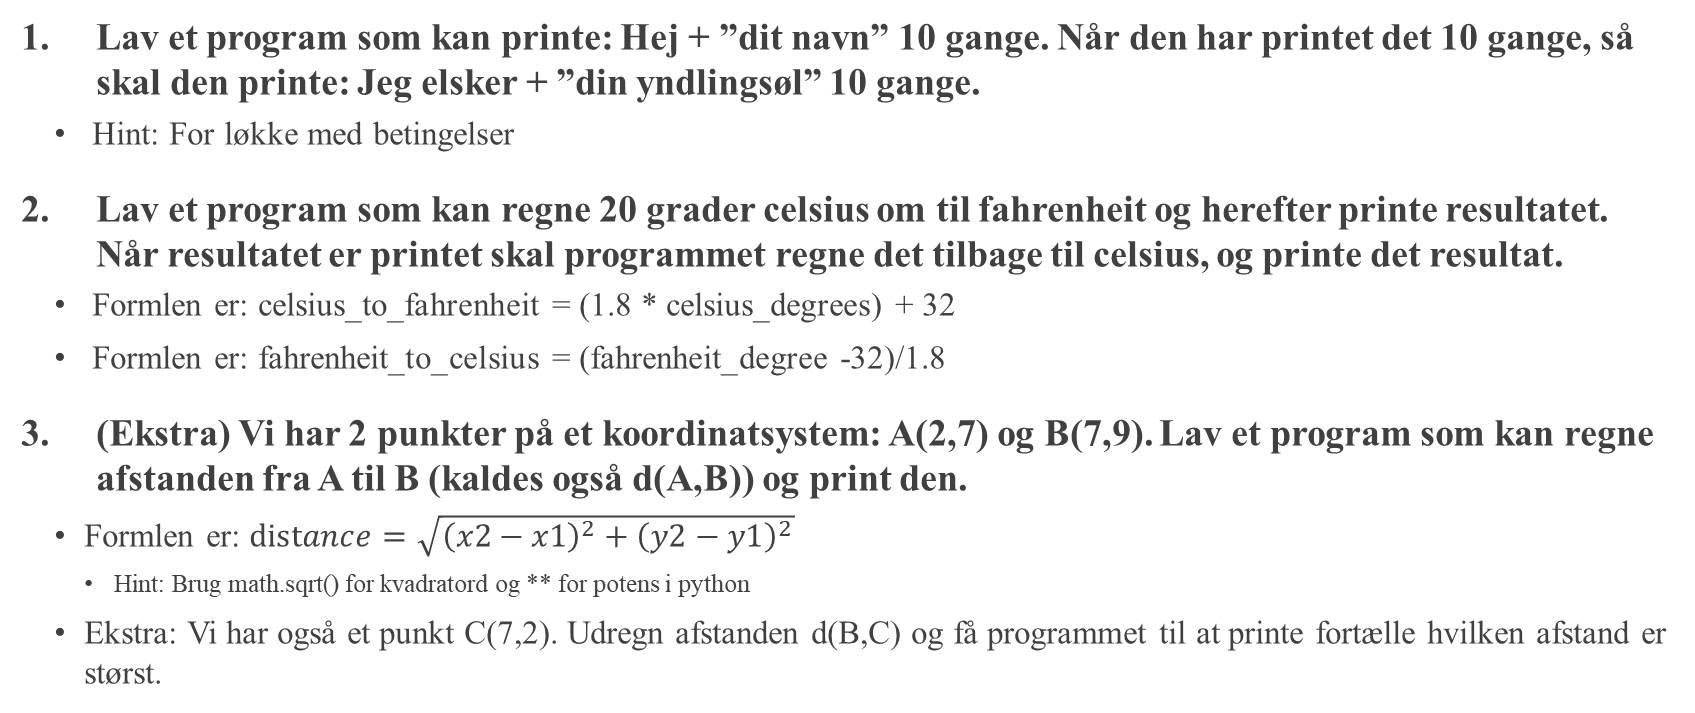 1. Lav et program som kan printe: Hej + ”dit navn” 10 gange. Når den har printet det 10 gange, så
skal den printe: Jeg elsker + ”din yndlingsøl” 10 gange.
• Hint: For løkke med betingelser
2. Lav et program som kan regne 20 grader celsius om til fahrenheit og herefter printe resultatet.
Når resultatet er printet skal programmet regne det tilbage til celsius, og printe det resultat.
• Formlen er: celsius_to_fahrenheit = (1.8 * celsius_degrees) + 32
• Formlen er: fahrenheit_to_celsius = (fahrenheit_degree -32)/1.8
3. (Ekstra) Vi har 2 punkter på et koordinatsystem: A(2,7) og B(7,9). Lav et program som kan regne
afstanden fra A til B (kaldes også d(A,B)) og print den.
• Formlen er: distance = √(x2 − x1)² + (y2 − y1)²
• Hint: Brug math.sqrt() for kvadratord og ** for potens i python
• Ekstra: Vi har også et punkt C(7,2). Udregn afstanden d(B,C) og få programmet til at printe fortælle hvilken afstand er
størst.